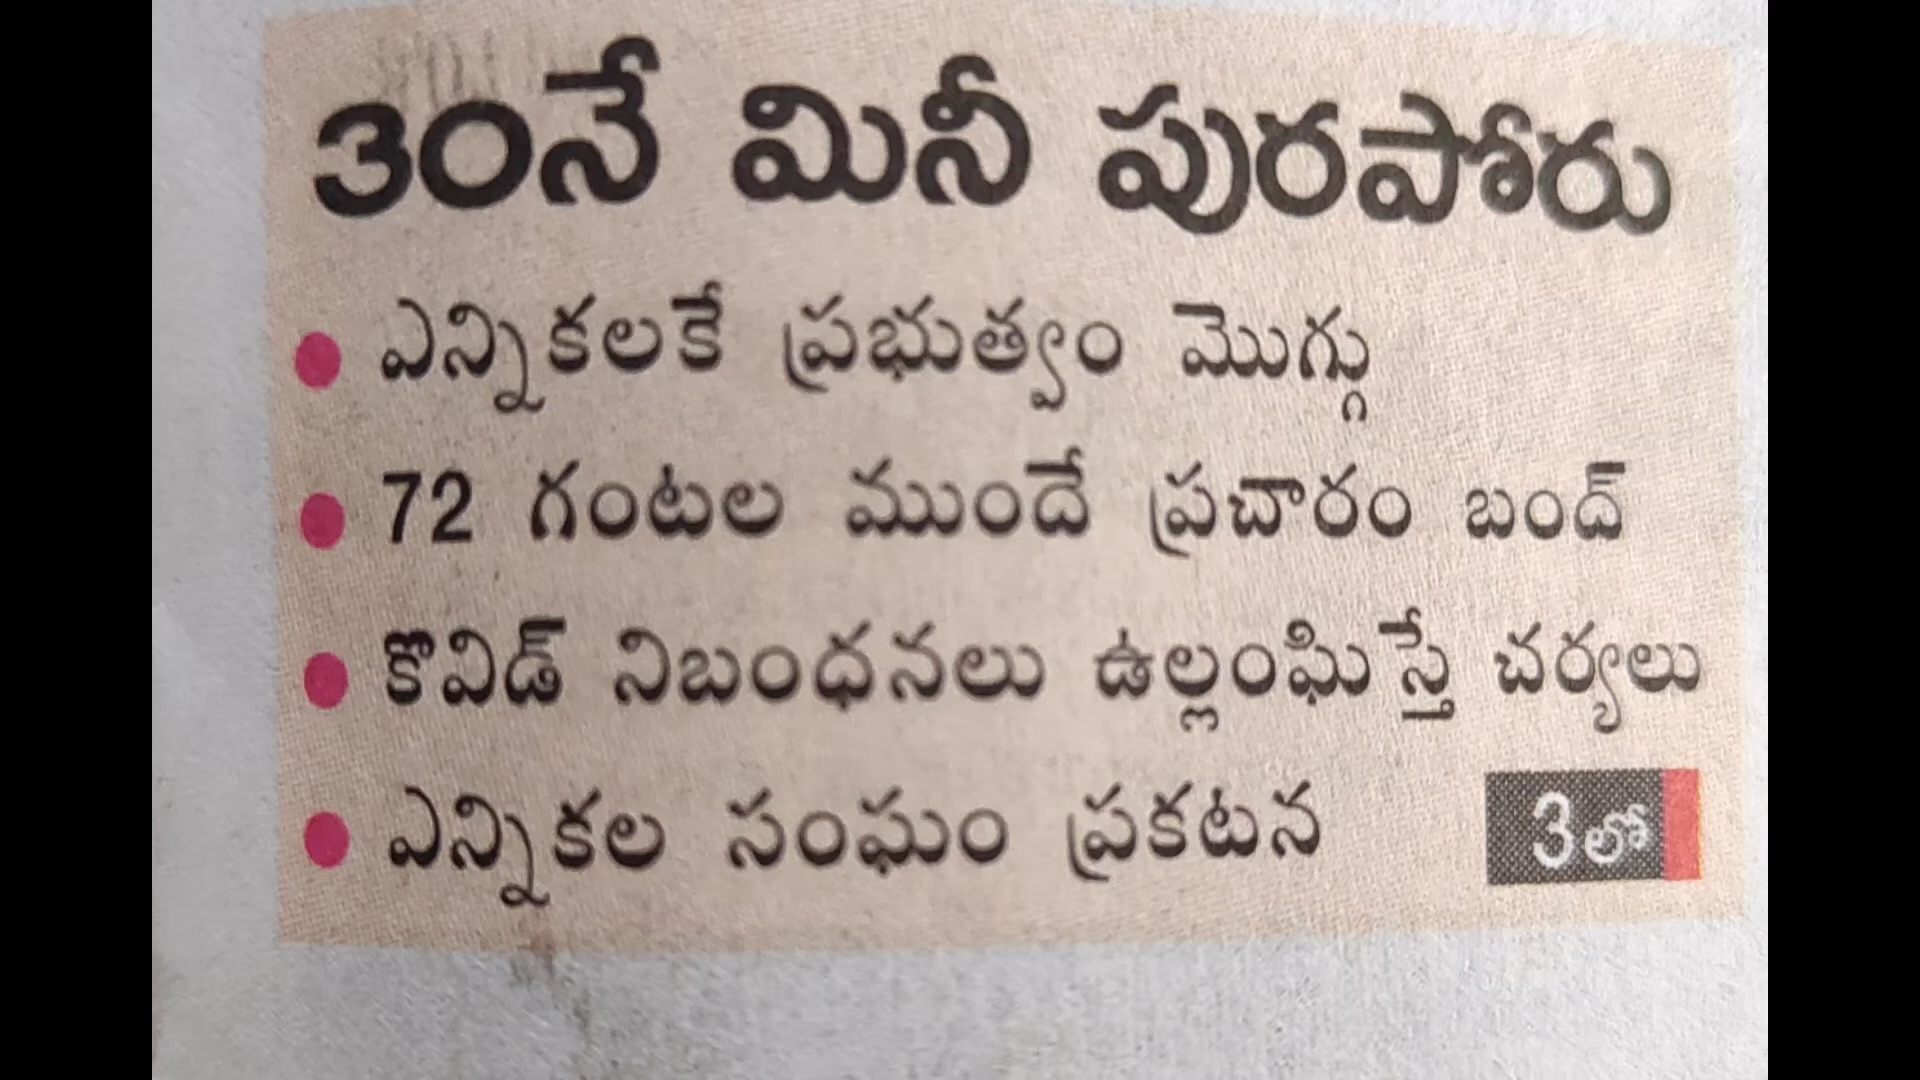 30నే మినీ పురపోరు
ఎన్నికలకే ప్రభుత్వం మొగ్గు
72 గంటల ముందే ప్రచారం బంద్
కొవిడ్ నిబంధనలు ఉల్లంఘిస్తే చర్యలు
ఎన్నికల సంఘం ప్రకటన
3లో